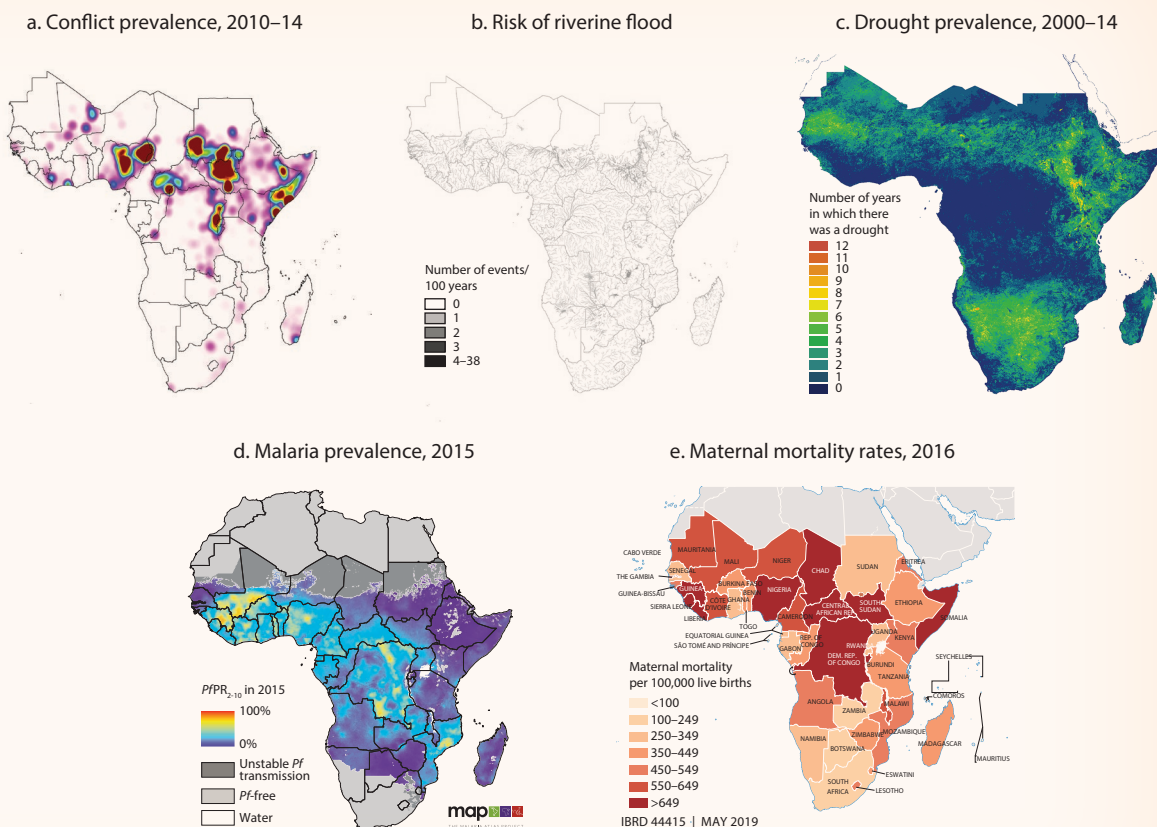 a. Conflict prevalence, 2010–14
b. Risk of riverine flood
c. Drought prevalence, 2000–14
Number of events/
100 years
0
1
2
3
4–38
Number of years
in which there
was a drought
12
11
10
9
8
7
6
5
4
3
2
1
0
d. Malaria prevalence, 2015
PfPR2-10 in 2015
100%
0%
Unstable Pf
transmission
Pf-free
Water
map
e. Maternal mortality rates, 2016
CABO VERDE
MAURITANIA
MALI
NIGER
CHAD
SUDAN
ERITREA
SENEGAL
THE GAMBIA
GUINEA-BISSAU
GUINEA
SIERRA LEONE
LIBERIA
CÔTE
D'IVOIRE
BURKINA FASO
GHANA
BENIN
TOGO
NIGERIA
CAMEROON
CENTRAL
AFRICAN REP.
SOUTH
SUDAN
ETHIOPIA
SOMALIA
EQUATORIAL GUINEA
SÃO TOMÉ AND PRÍNCIPE
GABON
REP. OF
CONGO
DEM. REP.
OF CONGO
UGANDA
KENYA
BURUNDI
TANZANIA
SEYCHELLES
COMOROS
ANGOLA
ZAMBIA
MALAWI
MOZAMBIQUE
ZIMBABWE
MADAGASCAR
MAURITIUS
NAMIBIA
BOTSWANA
SOUTH
AFRICA
ESWATINI
LESOTHO
Maternal mortality
per 100,000 live births
<100
100–249
250–349
350–449
450–549
550–649
>649
IBRD 44415 | MAY 2019